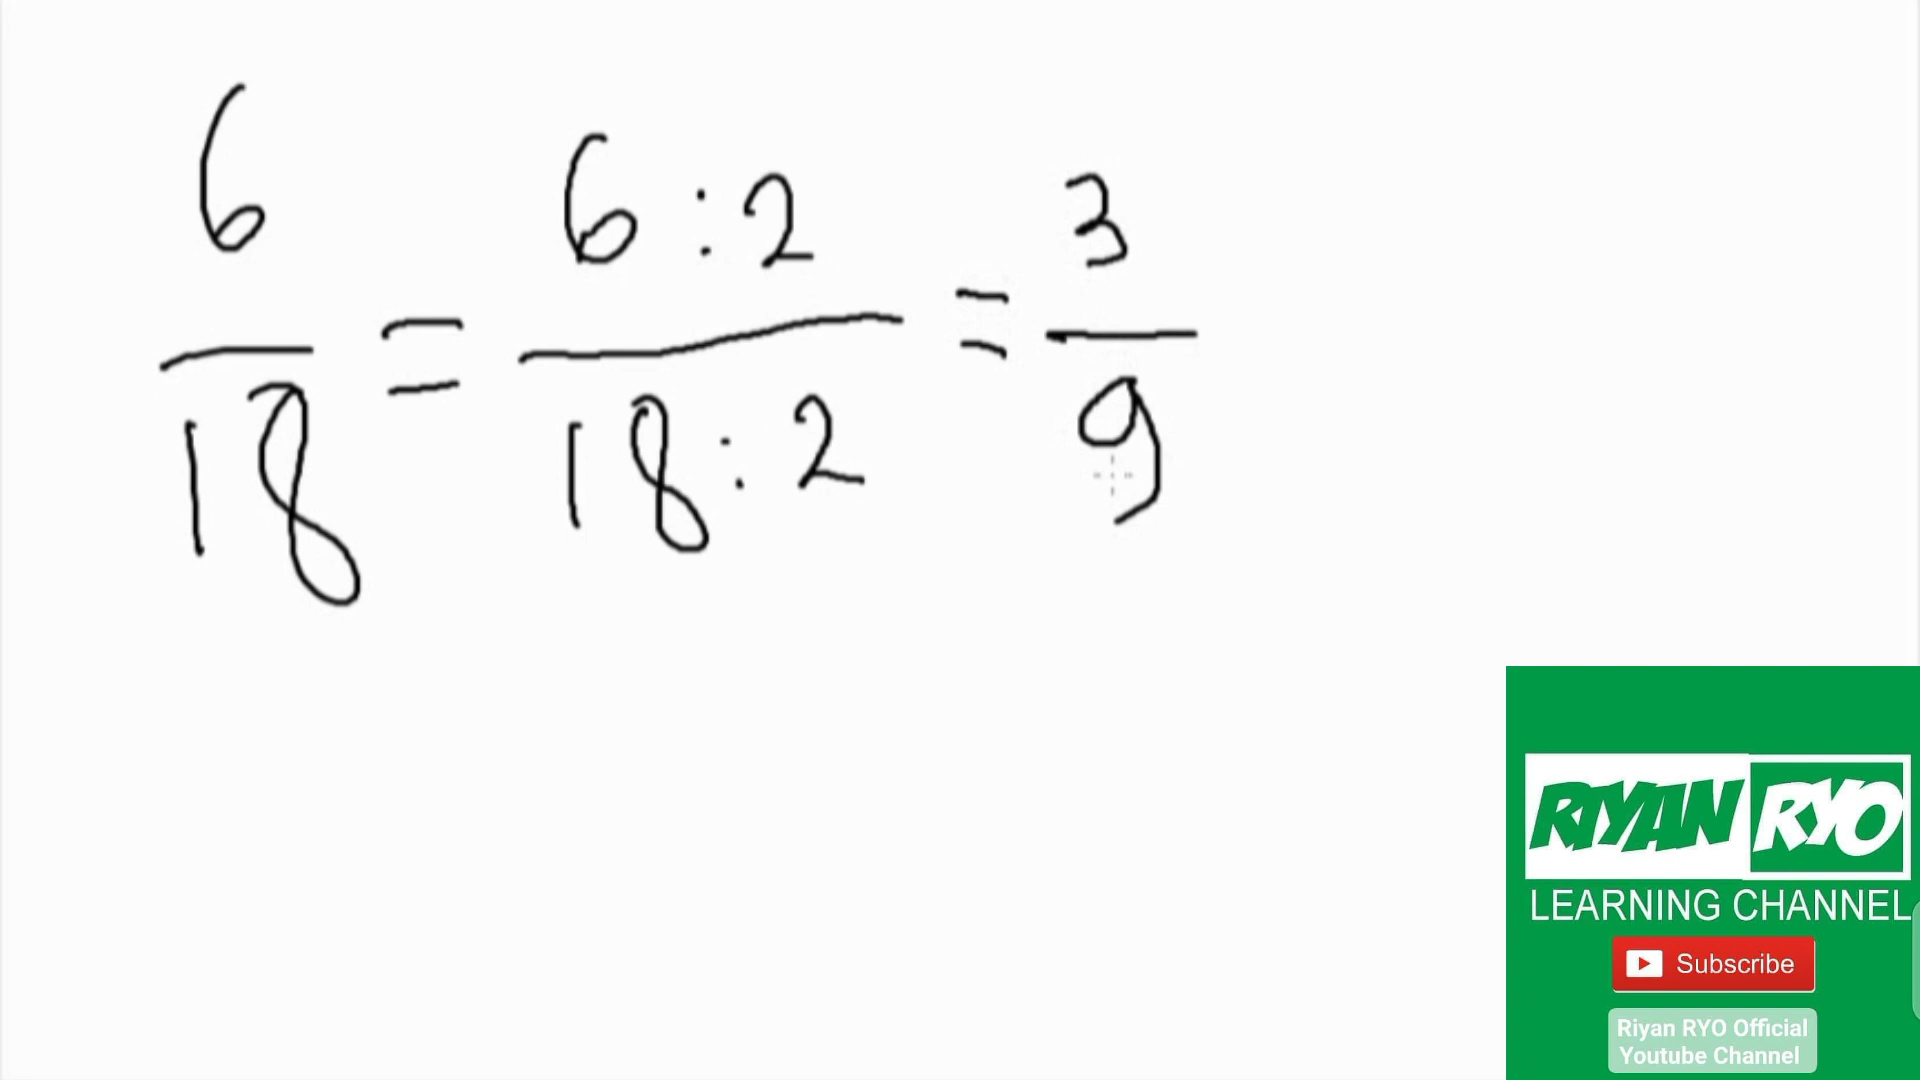 6/18 = 6 : 2/18 : 2 = 3/9
RIYAN RYO
LEARNING CHANNEL
Subscribe
Riyan RYO Official
Youtube Channel